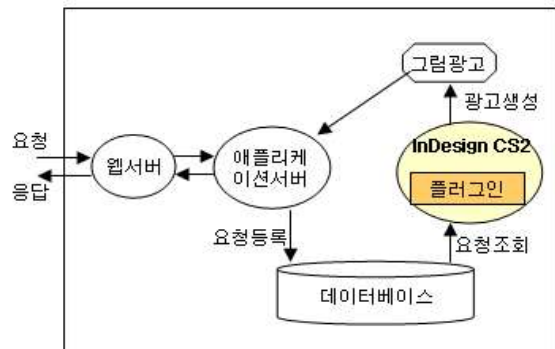 그림광고
광고생성
요청
응답
웹서버
애플리케
이션서버
InDesign CS2
플러그인
요청등록
요청조회
데이터베이스